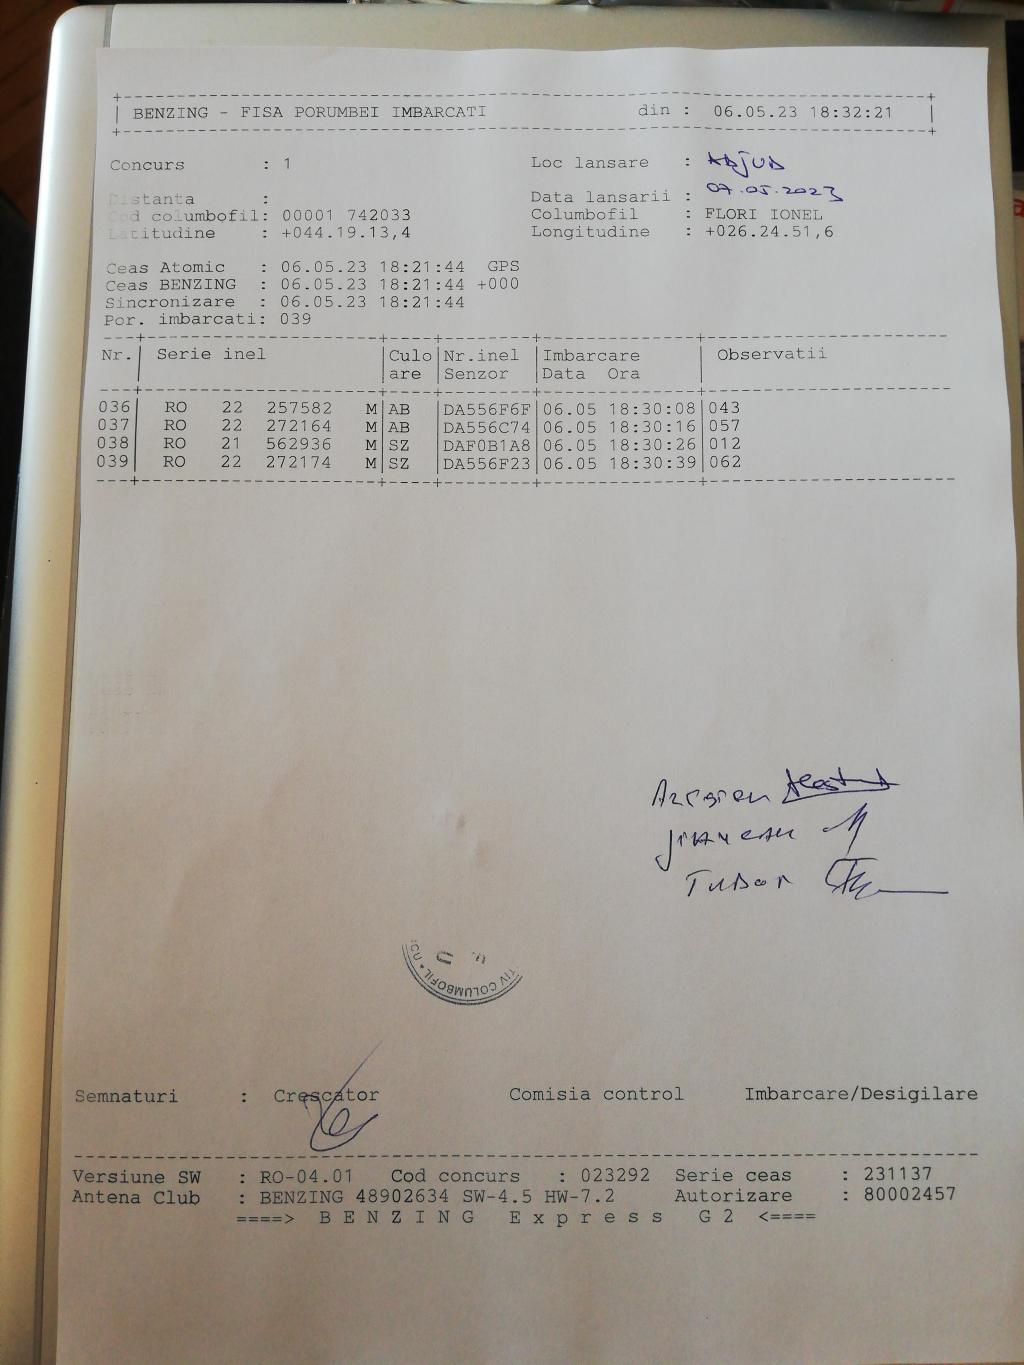 BENZING - FISA PORUMBEI IMBARCATI din : 06.05.23 18:32:21
Concurs : 1 Loc lansare : ADJUD
Distanta : Data lansarii : 07.05.2023
Cod columbofil: 00001 742033 Columbofil : FLORI IONEL
Latitudine : +044.19.13,4 Longitudine : +026.24.51,6
Ceas Atomic : 06.05.23 18:21:44 GPS
Ceas BENZING : 06.05.23 18:21:44 +000
Sincronizare : 06.05.23 18:21:44
Por. imbarcati: 039
Nr. Serie inel Culo Nr.inel Imbarcare Observatii
are Senzor Data Ora
036 RO 22 257582 M AB DA556F6F 06.05 18:30:08 043
037 RO 22 272164 M AB DA556C74 06.05 18:30:16 057
038 RO 21 562936 M SZ DAF0B1A8 06.05 18:30:26 012
039 RO 22 272174 M SZ DA556F23 06.05 18:30:39 062
TUDOR
TIV COLUMBOFIL
Semnaturi : Crescator Comisia control Imbarcare/Desigilare
Versiune SW : RO-04.01 Cod concurs : 023292 Serie ceas : 231137
Antena Club : BENZING 48902634 SW-4.5 HW-7.2 Autorizare : 80002457
====> B E N Z I N G E x p r e s s G 2 <====